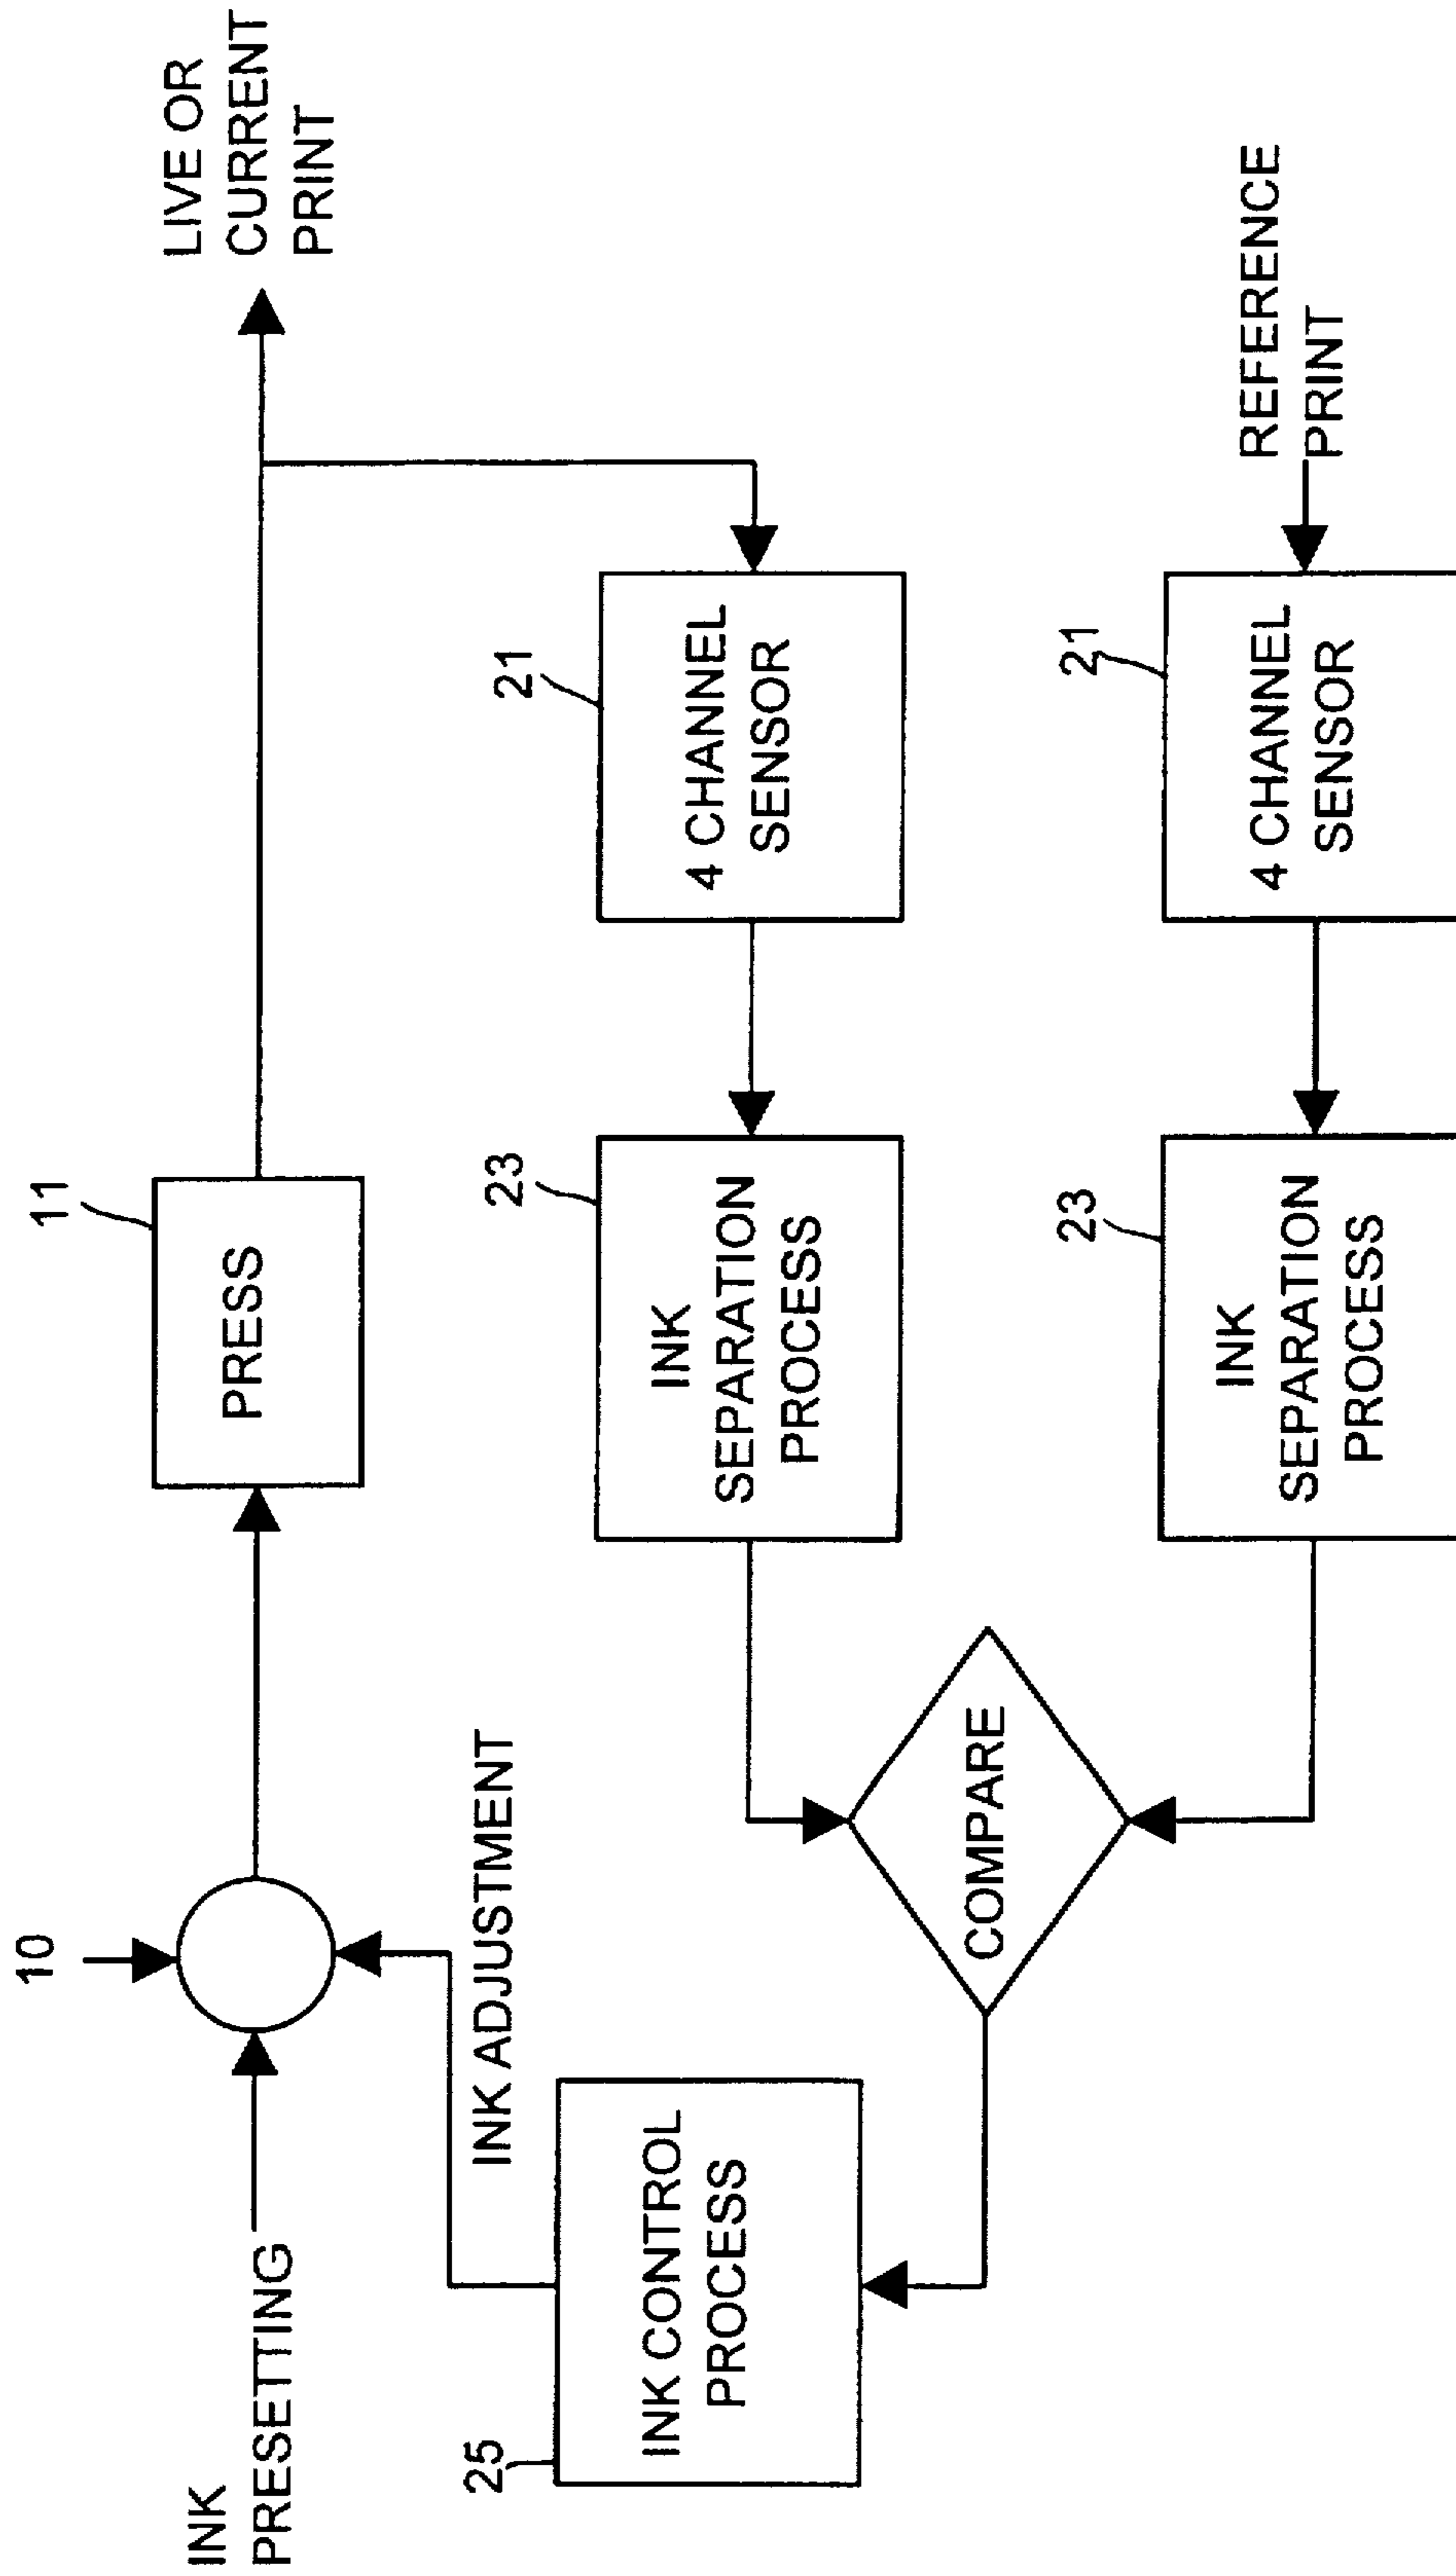 10
11
INK
PRESETTING
PRESS
LIVE OR
CURRENT
PRINT
INK ADJUSTMENT
25
INK CONTROL
PROCESS
23
INK
SEPARATION
PROCESS
21
4 CHANNEL
SENSOR
COMPARE
23
INK
SEPARATION
PROCESS
21
4 CHANNEL
SENSOR
REFERENCE
PRINT